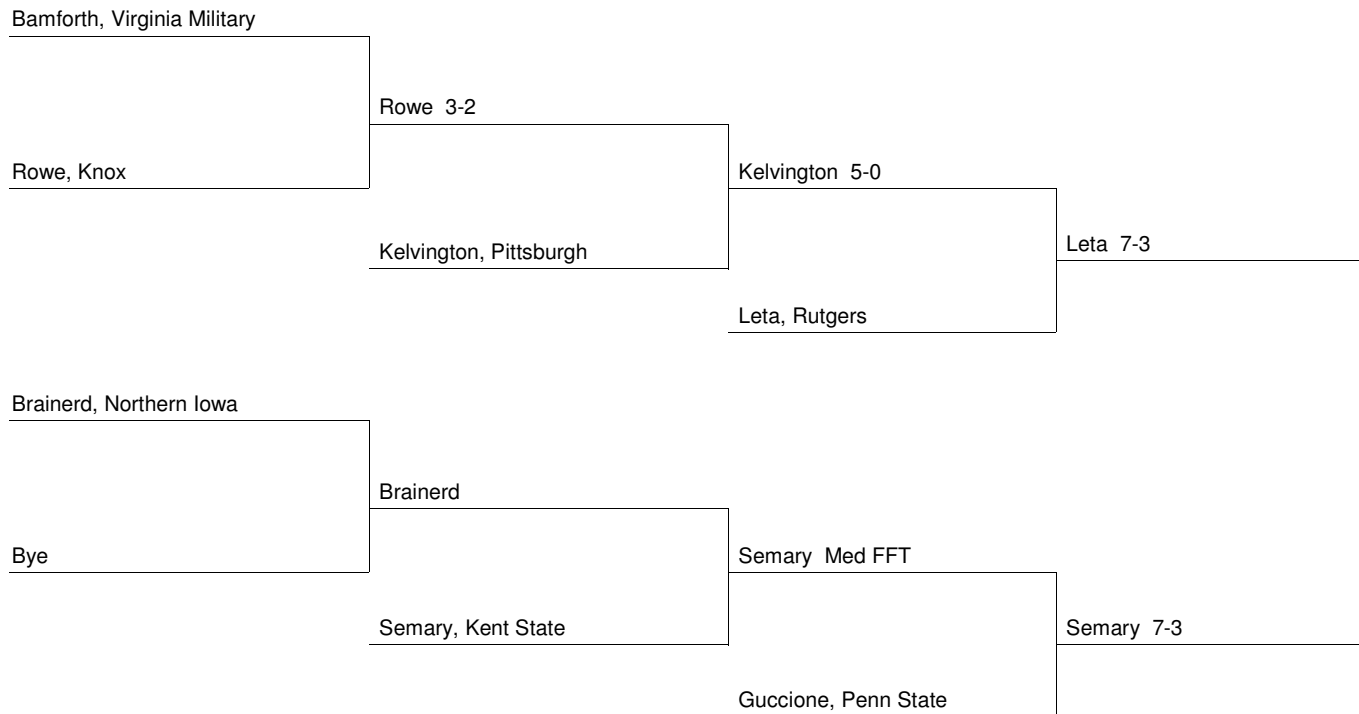 Bamforth, Virginia Military
Rowe 3-2
Rowe, Knox
Kelvington 5-0
Kelvington, Pittsburgh
Leta 7-3
Leta, Rutgers
Brainerd, Northern Iowa
Brainerd
Bye
Semary Med FFT
Semary, Kent State
Semary 7-3
Guccione, Penn State